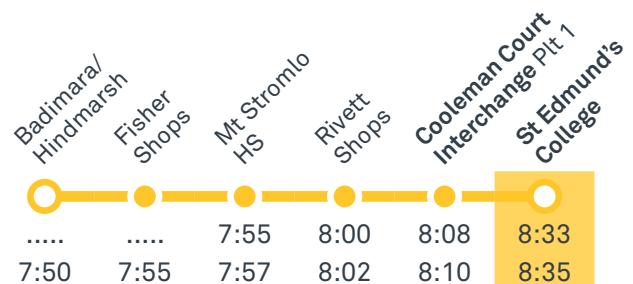 Badimara/
Hindmarsh
Fisher
Shops
Mt Stromlo
HS
Rivett
Shops
Cooleman Court
Interchange Plt 1
St Edmund's
College
..... ..... 7:55 8:00 8:08 8:33
7:50 7:55 7:57 8:02 8:10 8:35